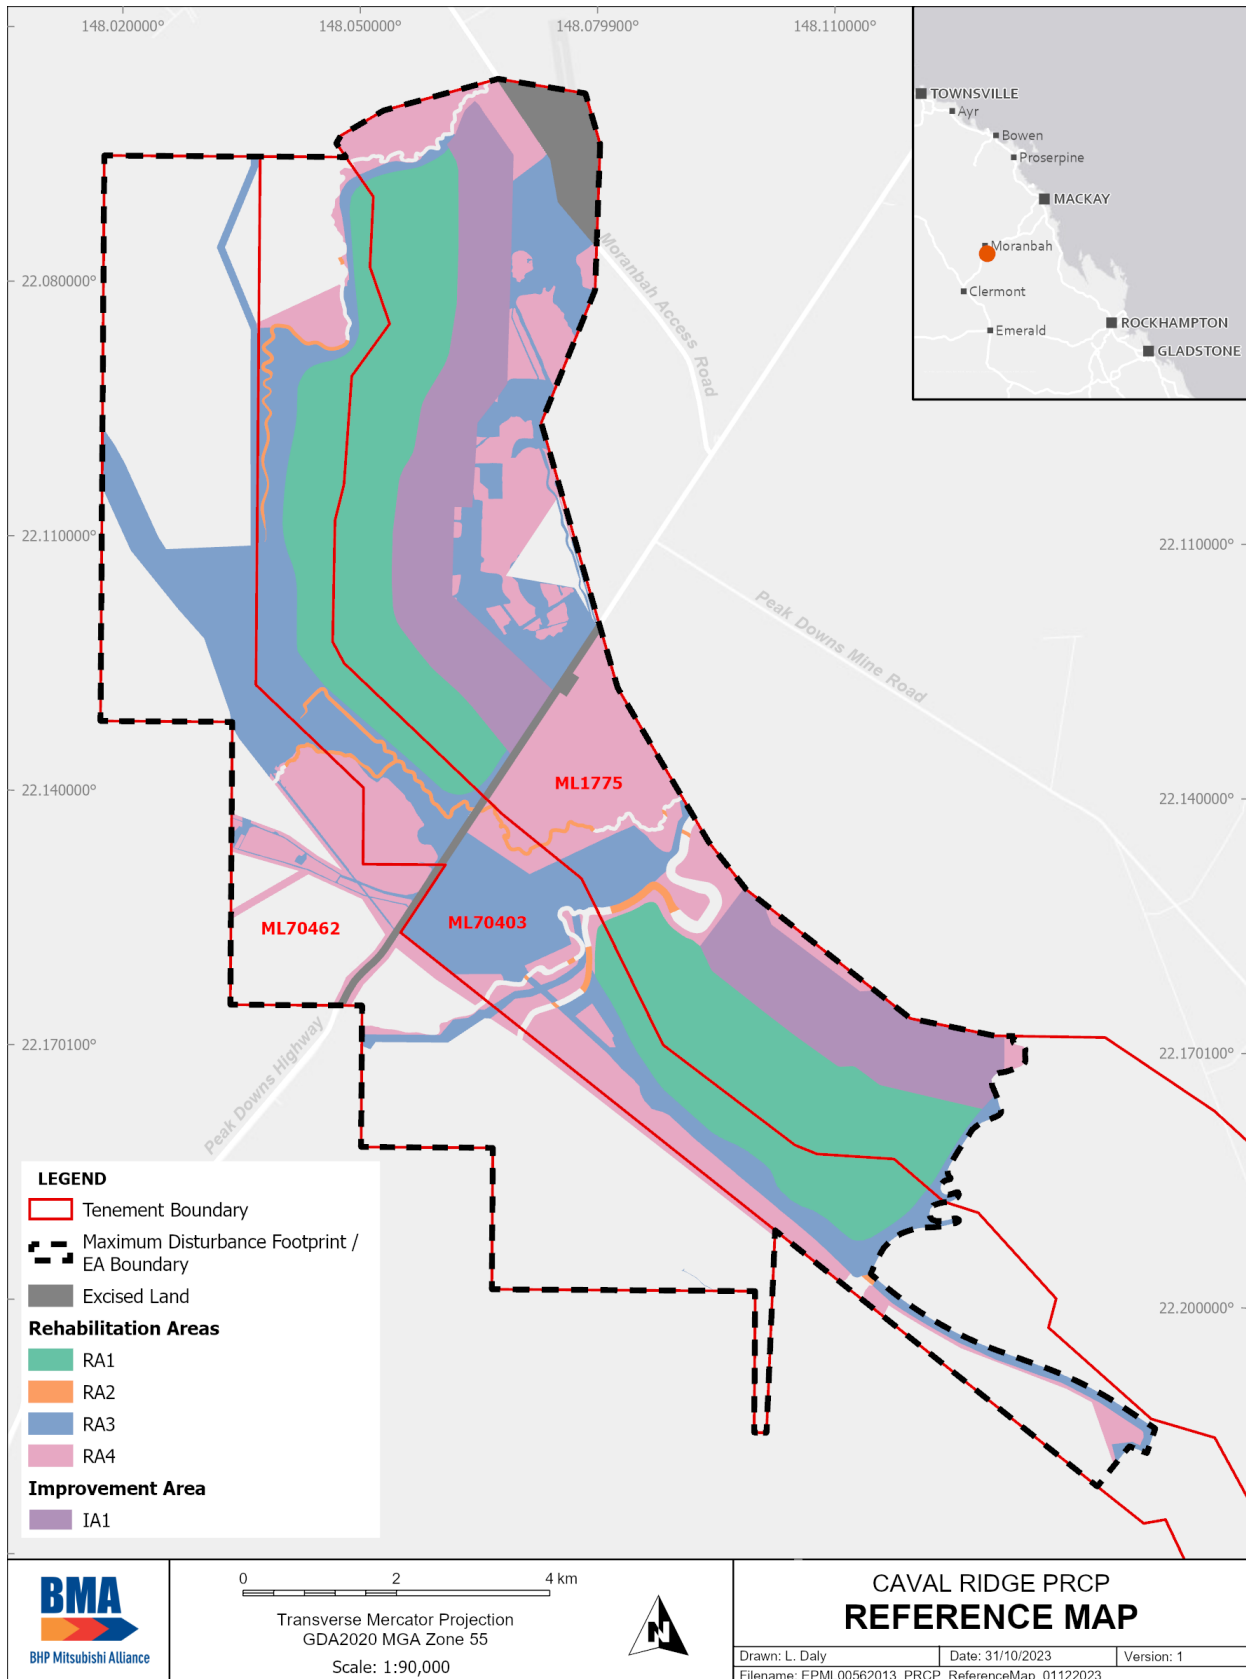 148.020000°
148.050000°
148.079900°
148.110000°
TOWNSVILLE
Ayr
Bowen
Proserpine
MACKAY
Moranbah
Clermont
Emerald
ROCKHAMPTON
GLADSTONE
22.080000°
Moranbah Access Road
22.110000°
22.110000°
Peak Downs Mine Road
ML1775
22.140000°
22.140000°
ML70462
ML70403
22.170100°
22.170100°
Peak Downs Highway
22.200000°
LEGEND
Tenement Boundary
Maximum Disturbance Footprint /
EA Boundary
Excised Land
Rehabilitation Areas
RA1
RA2
RA3
RA4
Improvement Area
IA1
BMA
BHP Mitsubishi Alliance
0 2 4 km
Transverse Mercator Projection
GDA2020 MGA Zone 55
Scale: 1:90,000
N
CAVAL RIDGE PRCP
REFERENCE MAP
Drawn: L. Daly
Date: 31/10/2023
Version: 1
Filename: EPML00562013_PRCP_ReferenceMap_01122023